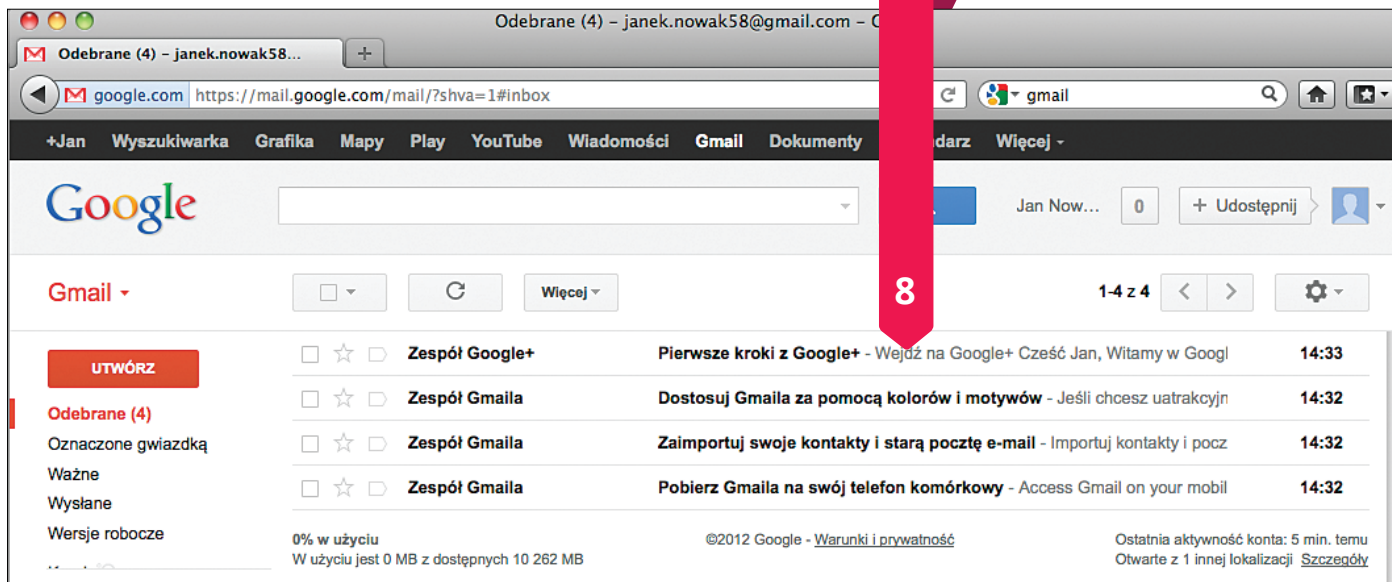 Odebrane (4) – janek.nowak58@gmail.com –
Odebrane (4) – janek.nowak58...
google.com https://mail.google.com/mail/?shva=1#inbox gmail
+Jan Wyszukiwarka Grafika Mapy Play YouTube Wiadomości Gmail Dokumenty Więcej
Google Jan Now... 0 + Udostępnij
Gmail Więcej 8 1-4 z 4
UTWÓRZ
Zespół Google+ Pierwsze kroki z Google+ - Wejdź na Google+ Cześć Jan, Witamy w Googl 14:33
Zespół Gmaila Dostosuj Gmaila za pomocą kolorów i motywów - Jeśli chcesz uatrakcyjn 14:32
Zespół Gmaila Zaimportuj swoje kontakty i starą pocztę e-mail - Importuj kontakty i pocz 14:32
Zespół Gmaila Pobierz Gmaila na swój telefon komórkowy - Access Gmail on your mobil 14:32
Odebrane (4)
Oznaczone gwiazdką
Ważne
Wysłane
Wersje robocze
0% w użyciu
W użyciu jest 0 MB z dostępnych 10 262 MB
©2012 Google - Warunki i prywatność
Ostatnia aktywność konta: 5 min. temu
Otwarte z 1 innej lokalizacji Szczegóły